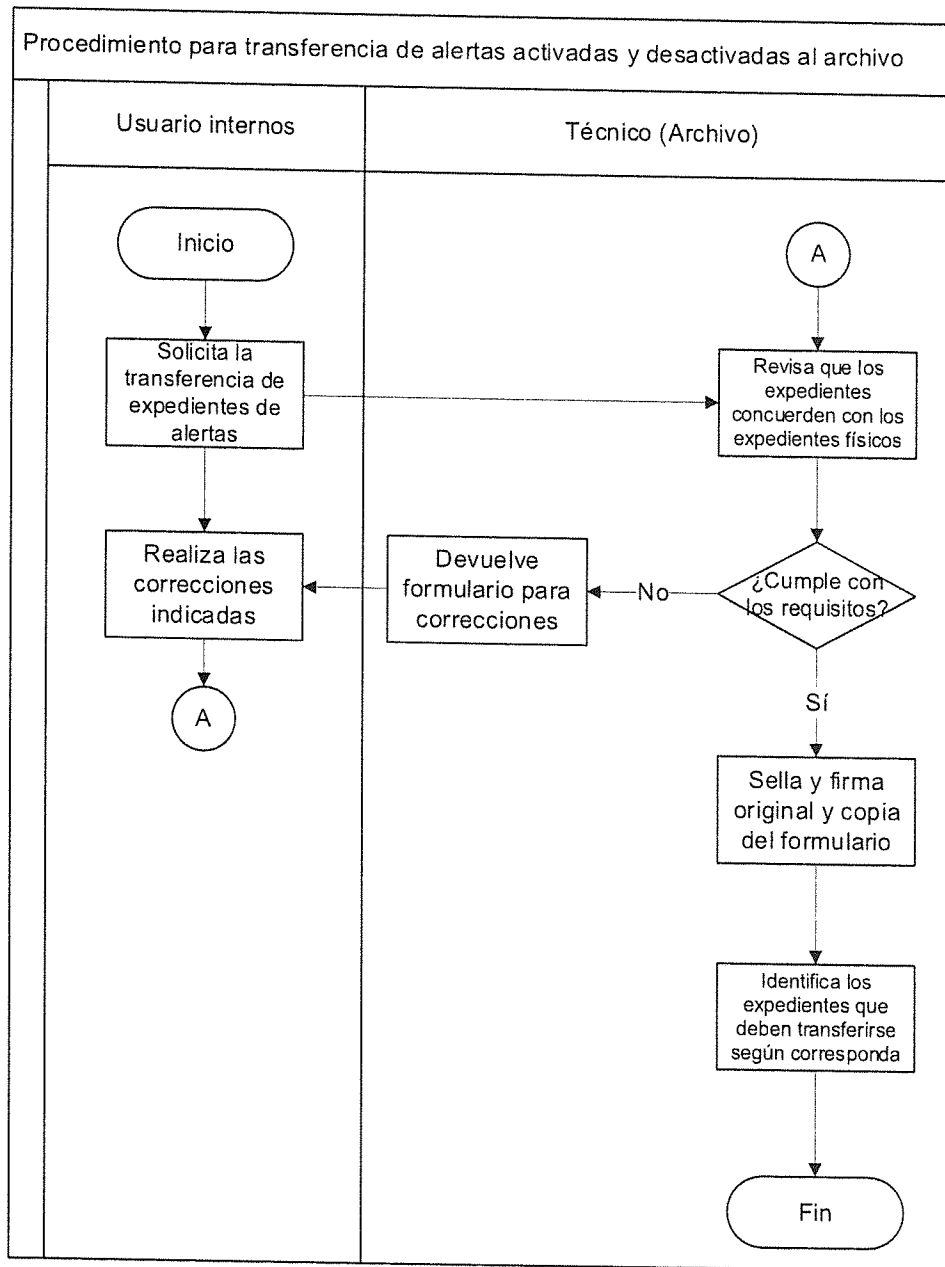 Procedimiento para transferencia de alertas activadas y desactivadas al archivo
Usuario internos
Técnico (Archivo)
Inicio
A
Solicita la
transferencia de
expedientes de
alertas
Revisa que los
expedientes
concuerden con los
expedientes físicos
Realiza las
correcciones
indicadas
Devuelve
formulario para
correcciones
No
¿Cumple con
los requisitos?
A
Sí
Sella y firma
original y copia
del formulario
Identifica los
expedientes que
deben transferirse
según corresponda
Fin